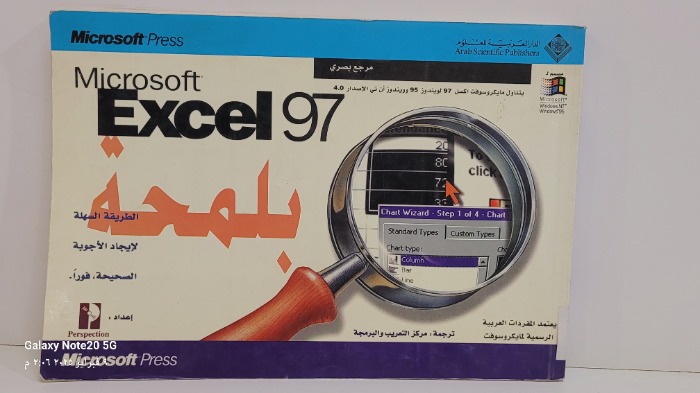 Microsoft Press
الدار العربية للعلوم
Arab Scientific Publishers
مرجع بصري
Microsoft
Excel 97
يتناول مايكروسوفت اكسل 97 لويندوز 95 وويندوز أن تي الإصدار 4.0
مصمم لـ
Microsoft
Windows NT
Windows 95
بلمحة
الطريقة السهلة
لإيجاد الأجوبة
الصحيحة، فوراً.
20
80
72
To
click
Chart Wizard - Step 1 of 4 - Chart
Standard Types
Custom Types
Chart type:
Column
Bar
Line
إعداد:
Perspection
ترجمة: مركز التعريب والبرمجة
يعتمد المفردات العربية
الرسمية لمايكروسوفت
Microsoft Press
Galaxy Note20 5G